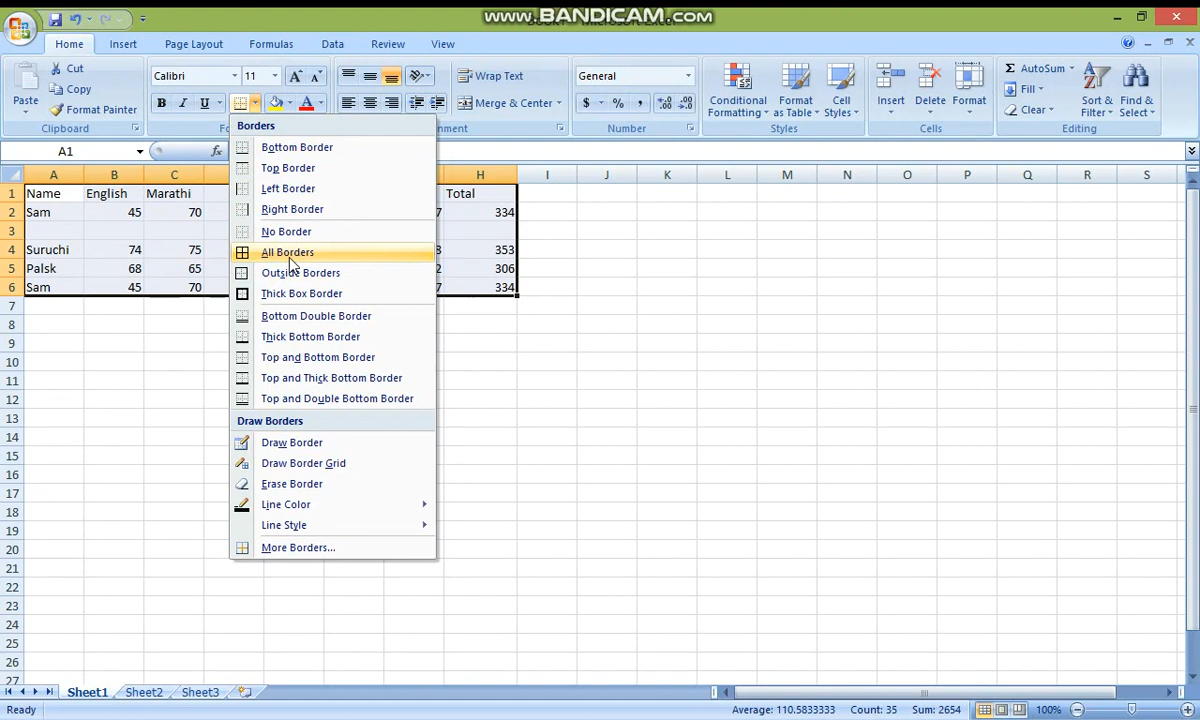 www.BANDICAM.com
Home Insert Page Layout Formulas Data Review View
Paste
Cut
Copy
Format Painter
Clipboard
Calibri 11
B I U
Wrap Text
Merge & Center
General
$ % ,
Number
Conditional Formatting
Format as Table
Cell Styles
Styles
Insert Delete Format
Cells
Σ AutoSum
Fill
Clear
Sort & Filter
Find & Select
Editing
A1 fx
A B C H I J K L M N O P Q R S
1 Name English Marathi Total
2 Sam 45 70 7 334
3
4 Suruchi 74 75 8 353
5 Palsk 68 65 2 306
6 Sam 45 70 7 334
7
8
9
10
11
12
13
14
15
16
17
18
19
20
21
22
23
24
25
26
27
Borders
Bottom Border
Top Border
Left Border
Right Border
No Border
All Borders
Outside Borders
Thick Box Border
Bottom Double Border
Thick Bottom Border
Top and Bottom Border
Top and Thick Bottom Border
Top and Double Bottom Border
Draw Borders
Draw Border
Draw Border Grid
Erase Border
Line Color
Line Style
More Borders...
Sheet1 Sheet2 Sheet3
Ready Average: 110.5833333 Count: 35 Sum: 2654 100%